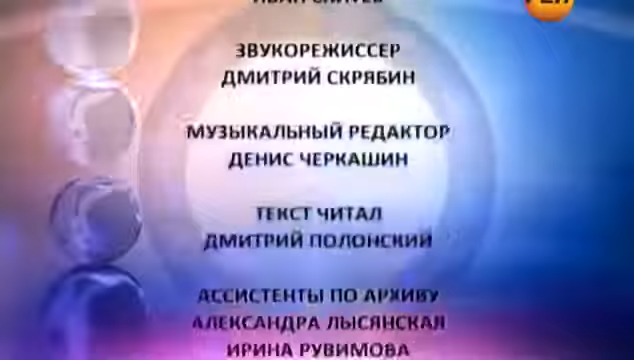 ЗВУКОРЕЖИССЕР
ДМИТРИЙ СКРЯБИН
МУЗЫКАЛЬНЫЙ РЕДАКТОР
ДЕНИС ЧЕРКАШИН
ТЕКСТ ЧИТАЛ
ДМИТРИЙ ПОЛОНСКИЙ
АССИСТЕНТЫ ПО АРХИВУ
АЛЕКСАНДРА ЛЫСЯНСКАЯ
ИРИНА РУВИМОВА